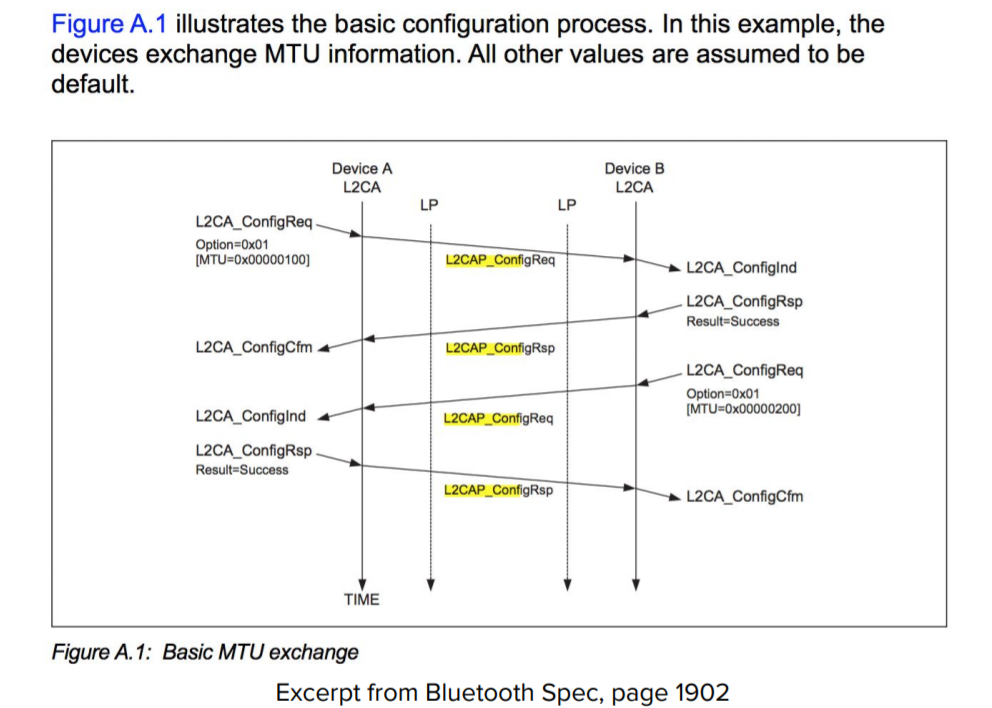 Figure A.1 illustrates the basic configuration process. In this example, the
devices exchange MTU information. All other values are assumed to be
default.
Device A
L2CA
Device B
L2CA
LP
LP
L2CA_ConfigReq
Option=0x01
[MTU=0x00000100]
L2CAP_ConfigReq
L2CA_ConfigInd
L2CA_ConfigRsp
Result=Success
L2CA_ConfigCfm
L2CAP_ConfigRsp
L2CA_ConfigReq
Option=0x01
[MTU=0x00000200]
L2CA_ConfigInd
L2CAP_ConfigReq
L2CA_ConfigRsp
Result=Success
L2CAP_ConfigRsp
L2CA_ConfigCfm
TIME
Figure A.1: Basic MTU exchange
Excerpt from Bluetooth Spec, page 1902